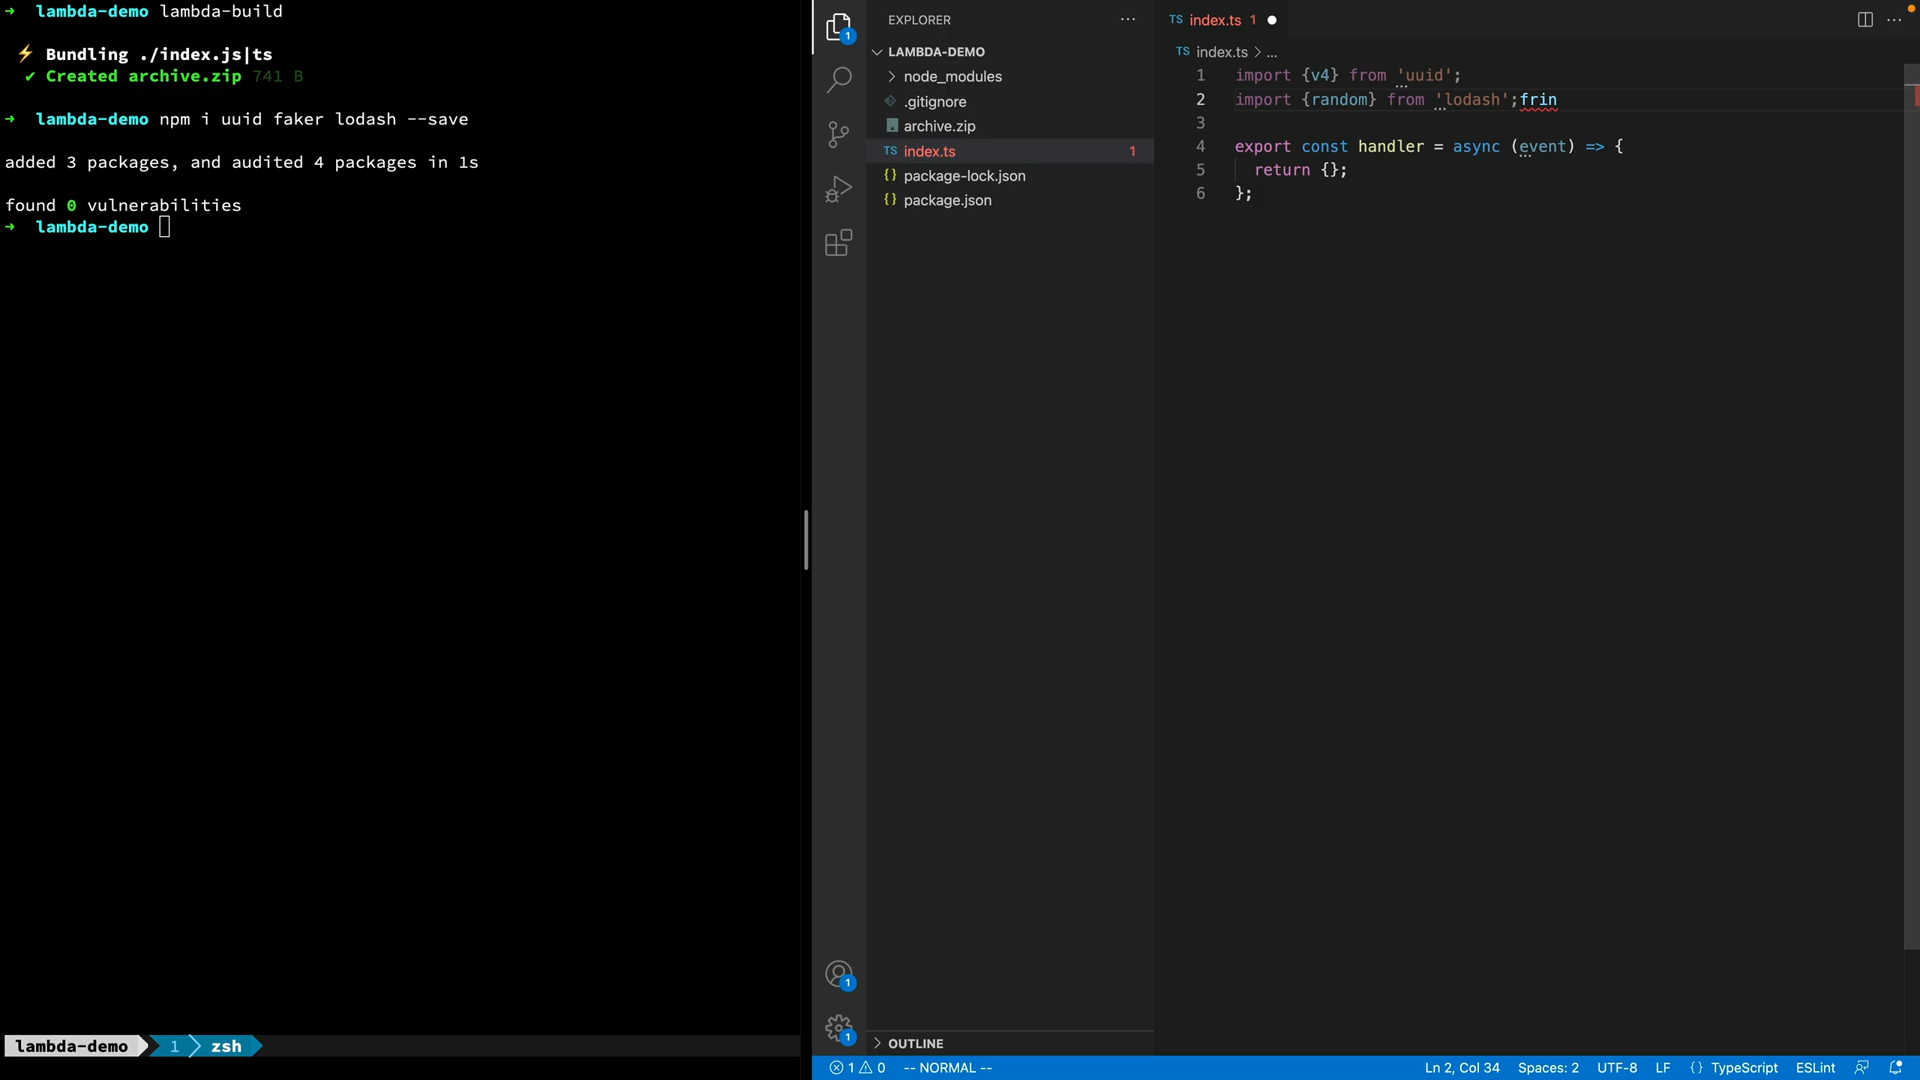 ➜ lambda-demo lambda-build
⚡ Bundling ./index.js|ts
✔ Created archive.zip 741 B
➜ lambda-demo npm i uuid faker lodash --save
added 3 packages, and audited 4 packages in 1s
found 0 vulnerabilities
➜ lambda-demo
lambda-demo 1 zsh
1
EXPLORER
LAMBDA-DEMO
node_modules
.gitignore
archive.zip
TS index.ts 1
{} package-lock.json
{} package.json
OUTLINE
1
1
TS index.ts 1
TS index.ts > ...
1 import {v4} from 'uuid';
2 import {random} from 'lodash';frin
3
4 export const handler = async (event) => {
5 return {};
6 };
1 0 -- NORMAL -- Ln 2, Col 34 Spaces: 2 UTF-8 LF {} TypeScript ESLint